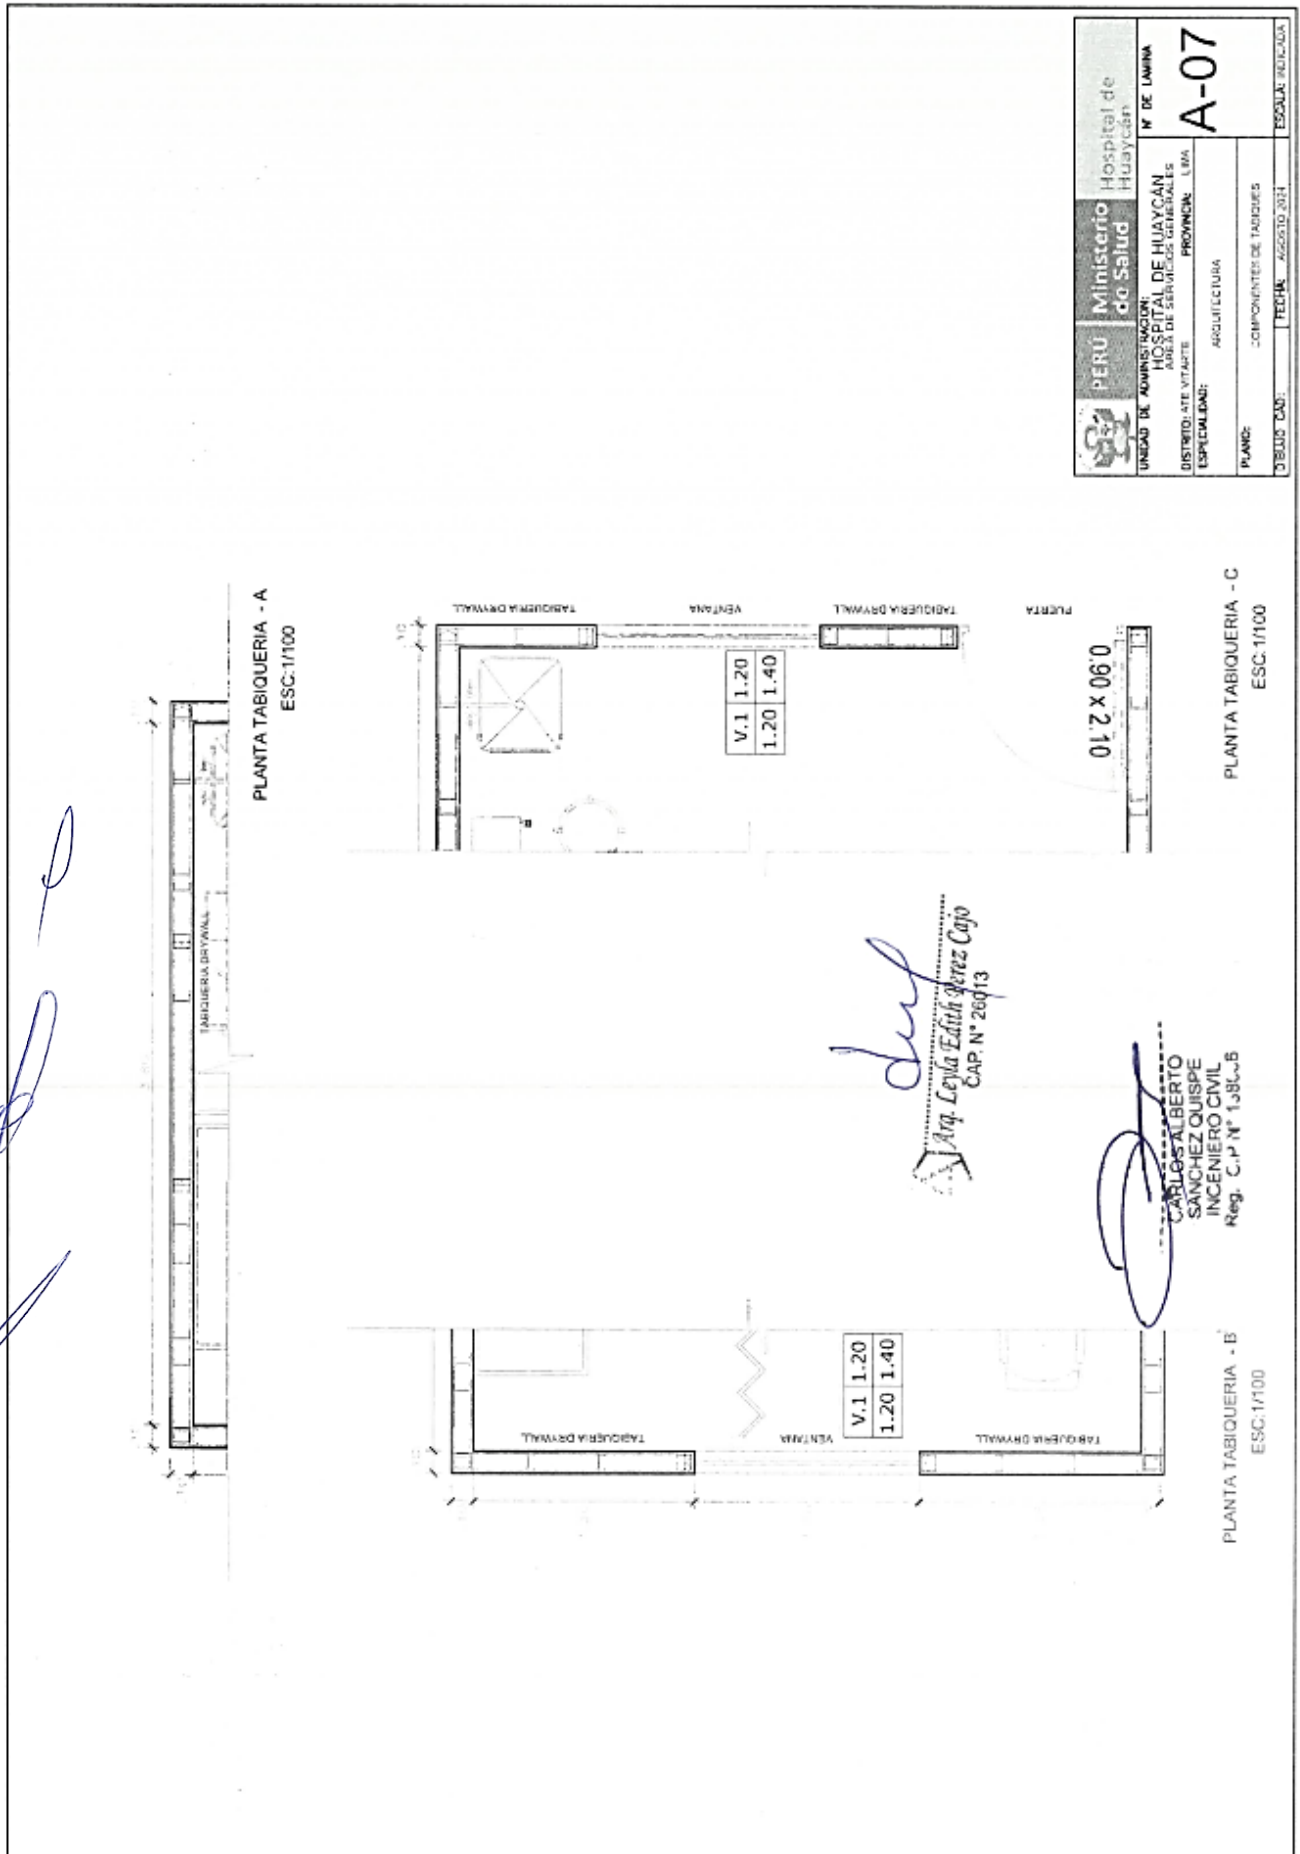 PERÚ
Ministerio
de Salud
Hospital de
Huaycán
UNIDAD DE ADMINISTRACION:
HOSPITAL DE HUAYCÁN
AREA DE SERVICIOS GENERALES
DISTRITO: ATE VITARTE PROVINCIA: LIMA
N° DE LAMINA
A-07
ESPECIALIDAD:
ARQUITECTURA
PLANO:
COMPONENTES DE TABIQUES
DIBUJO CAD:
FECHA: AGOSTO 2024
ESCALA: INDICADA
TABIQUERIA DRYWALL
PLANTA TABIQUERIA - A
ESC:1/100
TABIQUERIA DRYWALL
VENTANA
TABIQUERIA DRYWALL
PUERTA
V.1 1.20
1.20 1.40
0.90 x 2.10
PLANTA TABIQUERIA - C
ESC:1/100
Arq. Leyla Edith Perez Cajo
CAP. N° 26013
CARLOS ALBERTO
SANCHEZ QUISPE
INGENIERO CIVIL
Reg. C.P N°
TABIQUERIA DRYWALL
VENTANA
TABIQUERIA DRYWALL
V.1 1.20
1.20 1.40
PLANTA TABIQUERIA - B
ESC:1/100